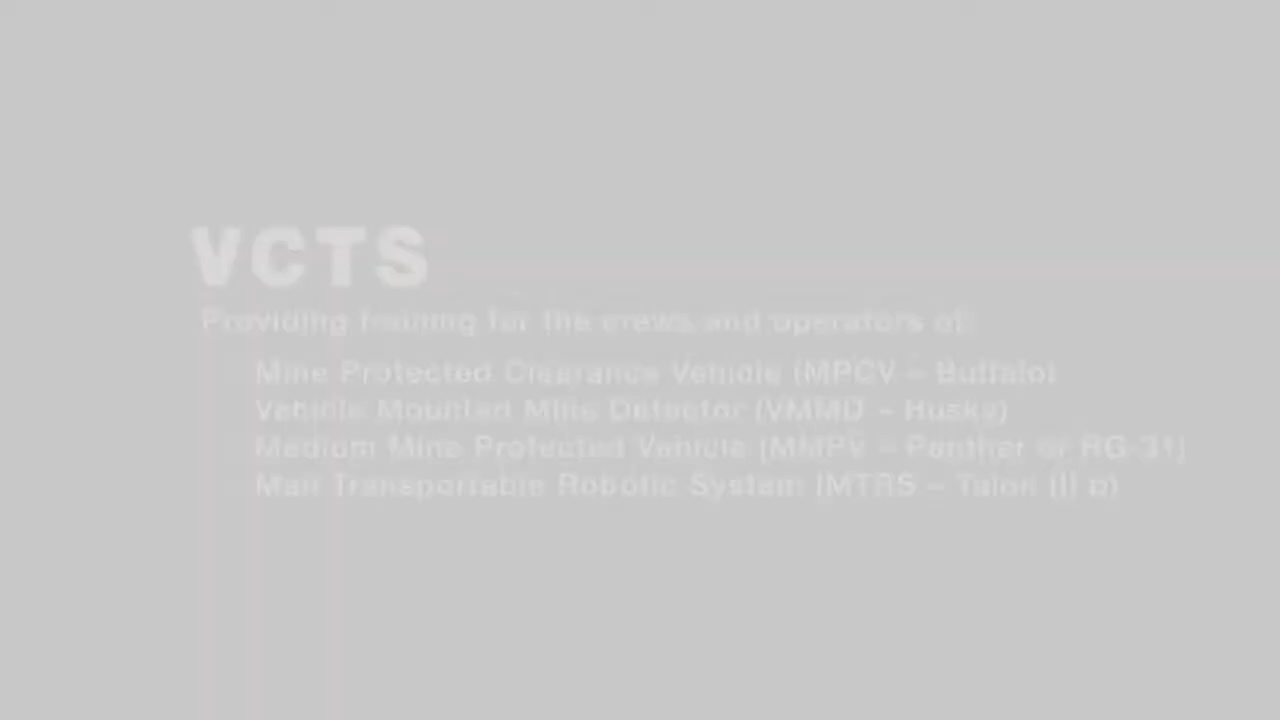 VCTS
Providing training for the crews and operators of:
Mine Protected Clearance Vehicle (MPCV – Buffalo)
Vehicle Mounted Mine Detector (VMMD – Husky)
Medium Mine Protected Vehicle (MMPV – Panther or RG-31)
Man Transportable Robotic System (MTRS – Talon